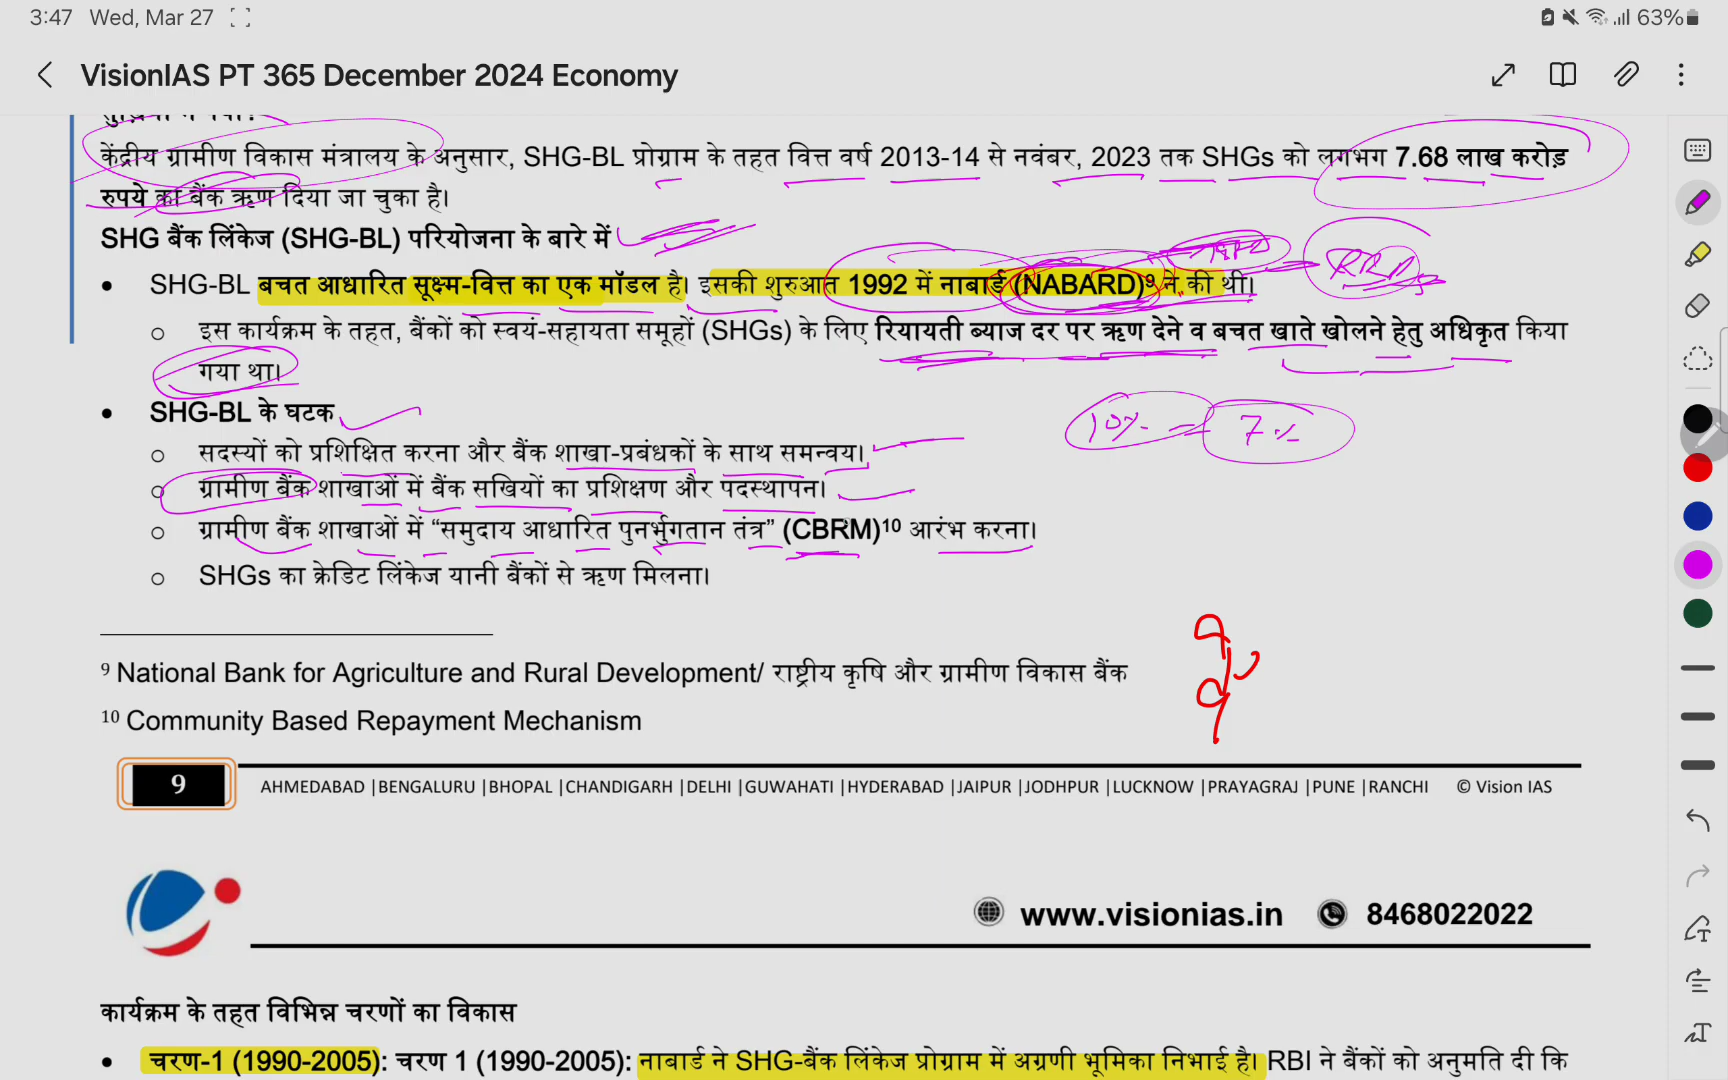 3:47 Wed, Mar 27
63%
VisionIAS PT 365 December 2024 Economy
केंद्रीय ग्रामीण विकास मंत्रालय के अनुसार, SHG-BL प्रोग्राम के तहत वित्त वर्ष 2013-14 से नवंबर, 2023 तक SHGs को लगभग 7.68 लाख करोड़
रुपये का बैंक ऋण दिया जा चुका है।
SHG बैंक लिंकेज (SHG-BL) परियोजना के बारे में
• SHG-BL बचत आधारित सूक्ष्म-वित्त का एक मॉडल है। इसकी शुरुआत 1992 में नाबार्ड (NABARD)⁹ ने की थी।
○ इस कार्यक्रम के तहत, बैंकों को स्वयं-सहायता समूहों (SHGs) के लिए रियायती ब्याज दर पर ऋण देने व बचत खाते खोलने हेतु अधिकृत किया
गया था।
• SHG-BL के घटक
10% = 7%
○ सदस्यों को प्रशिक्षित करना और बैंक शाखा-प्रबंधकों के साथ समन्वय।
○ ग्रामीण बैंक शाखाओं में बैंक सखियों का प्रशिक्षण और पदस्थापन।
○ ग्रामीण बैंक शाखाओं में “समुदाय आधारित पुनर्भुगतान तंत्र” (CBRM)¹⁰ आरंभ करना।
○ SHGs का क्रेडिट लिंकेज यानी बैंकों से ऋण मिलना।
⁹ National Bank for Agriculture and Rural Development/ राष्ट्रीय कृषि और ग्रामीण विकास बैंक
¹⁰ Community Based Repayment Mechanism
9 AHMEDABAD |BENGALURU |BHOPAL |CHANDIGARH |DELHI |GUWAHATI |HYDERABAD |JAIPUR |JODHPUR |LUCKNOW |PRAYAGRAJ |PUNE |RANCHI © Vision IAS
www.visionias.in 8468022022
कार्यक्रम के तहत विभिन्न चरणों का विकास
• चरण-1 (1990-2005): चरण 1 (1990-2005): नाबार्ड ने SHG-बैंक लिंकेज प्रोग्राम में अग्रणी भूमिका निभाई है। RBI ने बैंकों को अनुमति दी कि